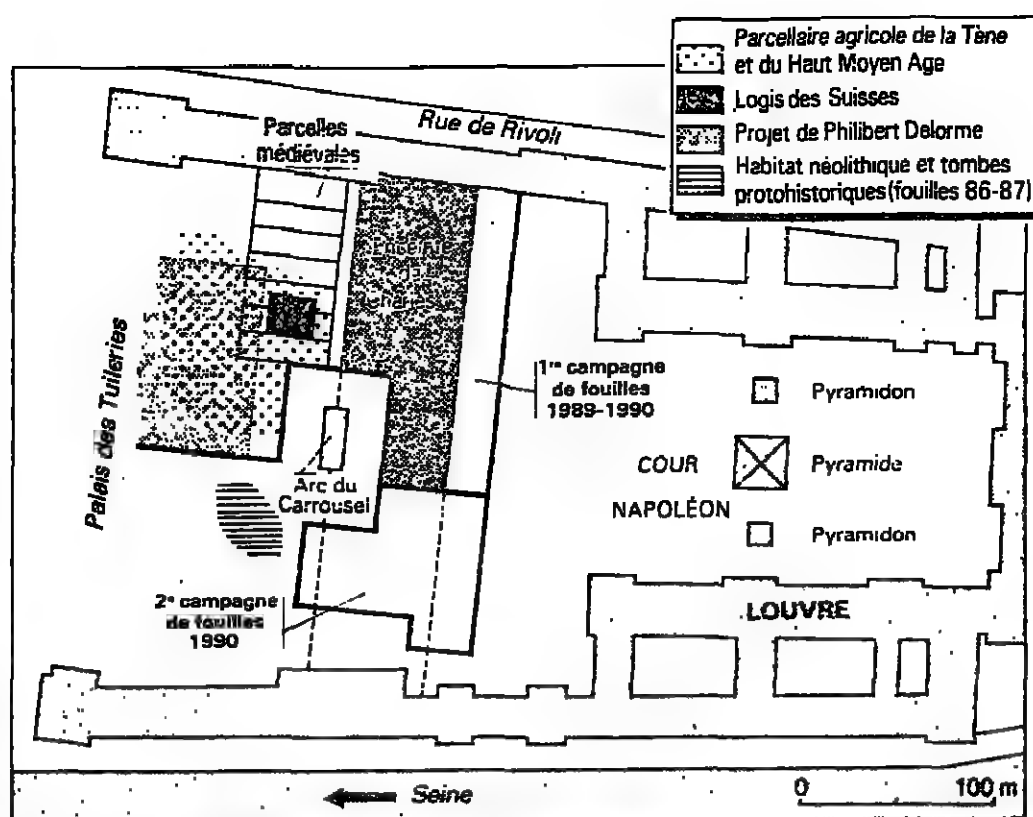 Parcellaire agricole de la Tène
et du Haut Moyen Age
Logis des Suisses
Projet de Philibert Delorme
Habitat néolithique et tombes
protohistoriques (fouilles 86-87)
Rue de Rivoli
Parcelles
médiévales
Palais des Tuileries
1re campagne
de fouilles
1989-1990
Arc du
Carrousel
2e campagne
de fouilles
1990
COUR
NAPOLÉON
Pyramidon
Pyramide
Pyramidon
LOUVRE
Seine
0 100 m